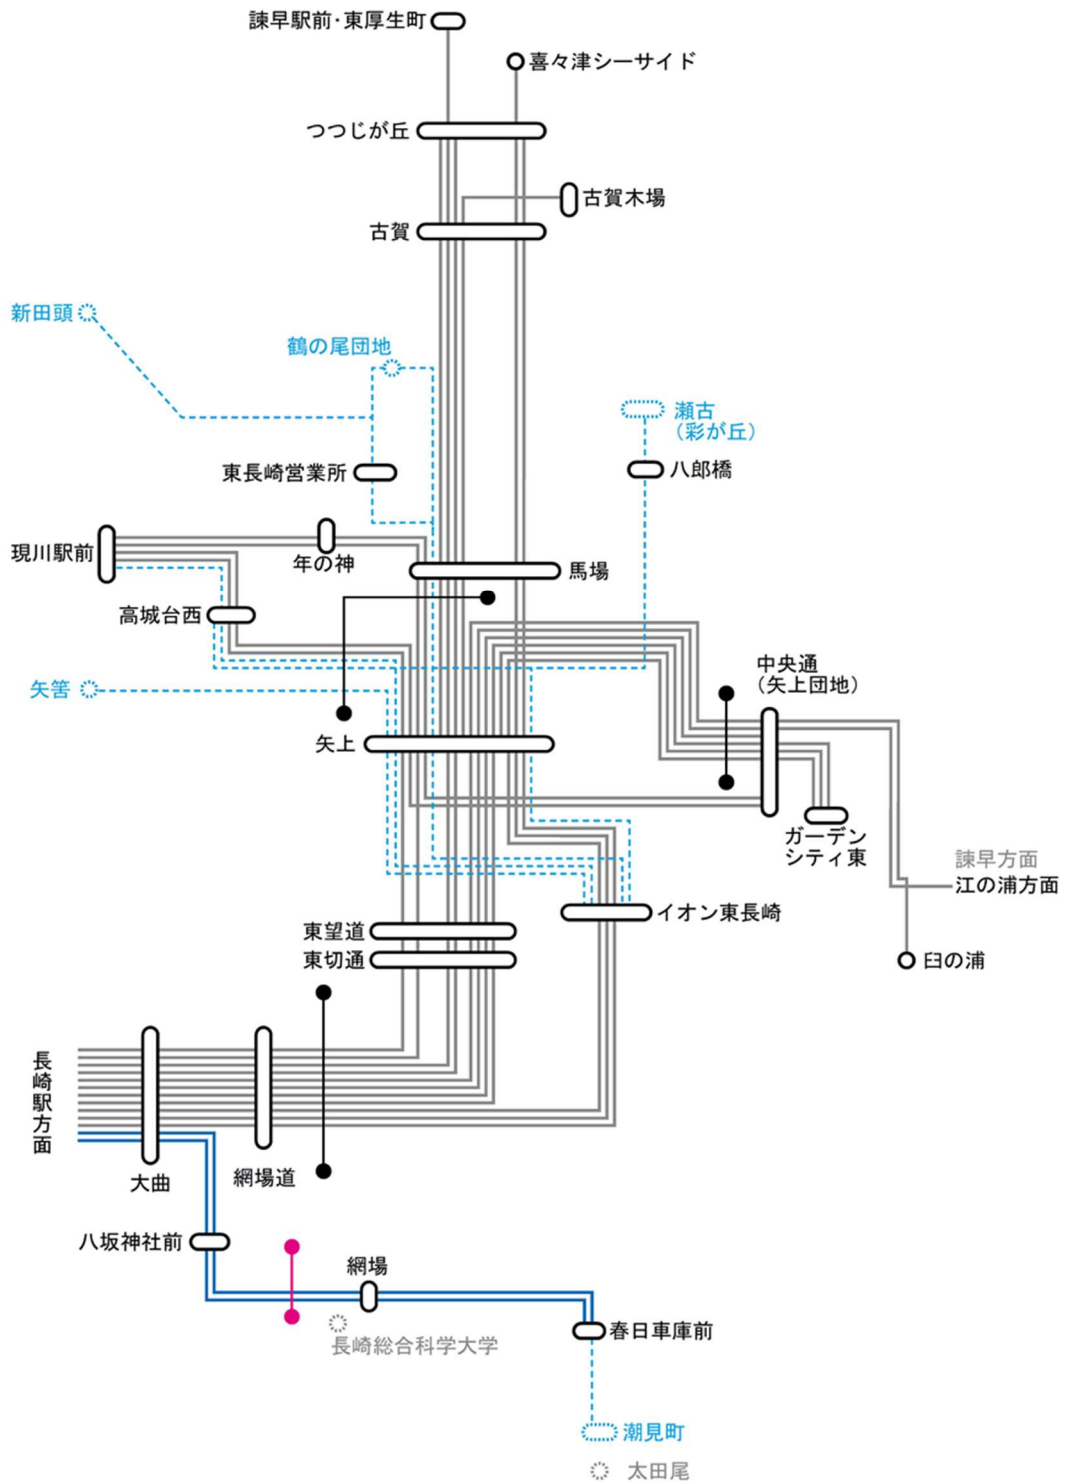 諫早駅前･東厚生町
喜々津シーサイド
つつじが丘
古賀木場
古賀
新田頭
鶴の尾団地
瀬古
（彩が丘）
東長崎営業所
八郎橋
現川駅前
年の神
馬場
高城台西
中央通
（矢上団地）
矢筈
矢上
ガーデン
シティ東
諫早方面
江の浦方面
イオン東長崎
東望道
東切通
臼の浦
長崎駅方面
大曲
網場道
八坂神社前
網場
春日車庫前
長崎総合科学大学
潮見町
太田尾